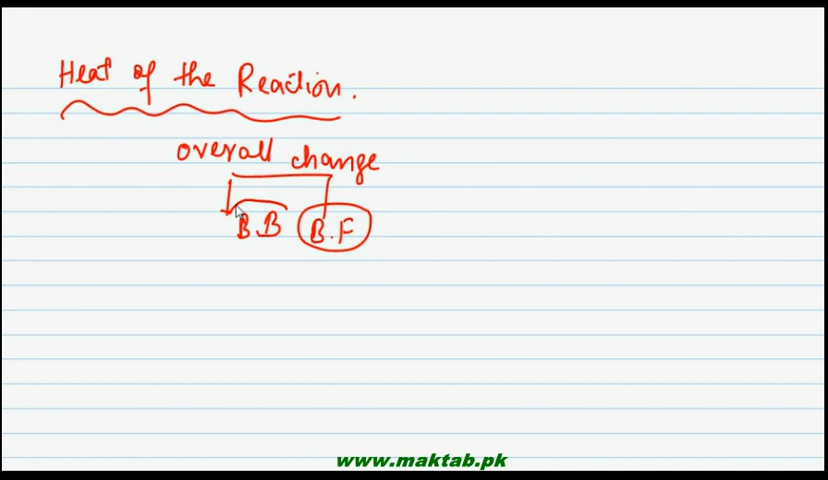 Heat of the Reaction.
overall change
B.B B.F
www.maktab.pk